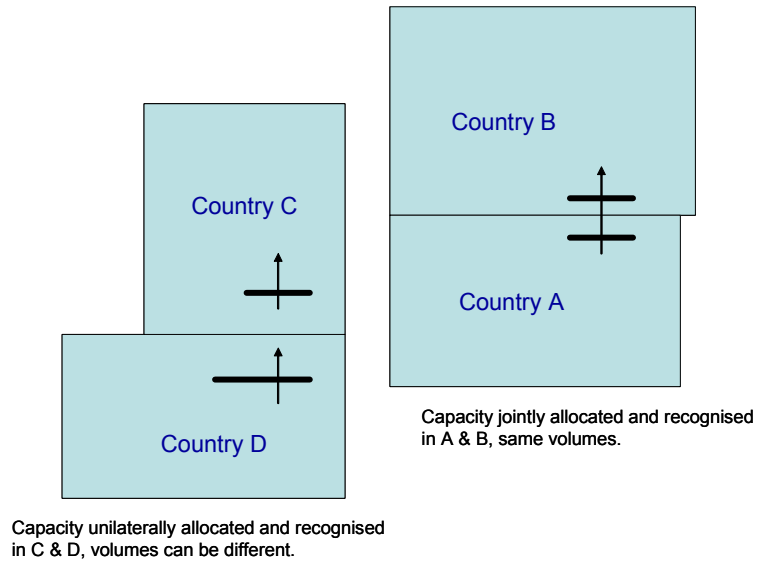 Country B
Country C
Country A
Capacity jointly allocated and recognised
in A & B, same volumes.
Country D
Capacity unilaterally allocated and recognised
in C & D, volumes can be different.